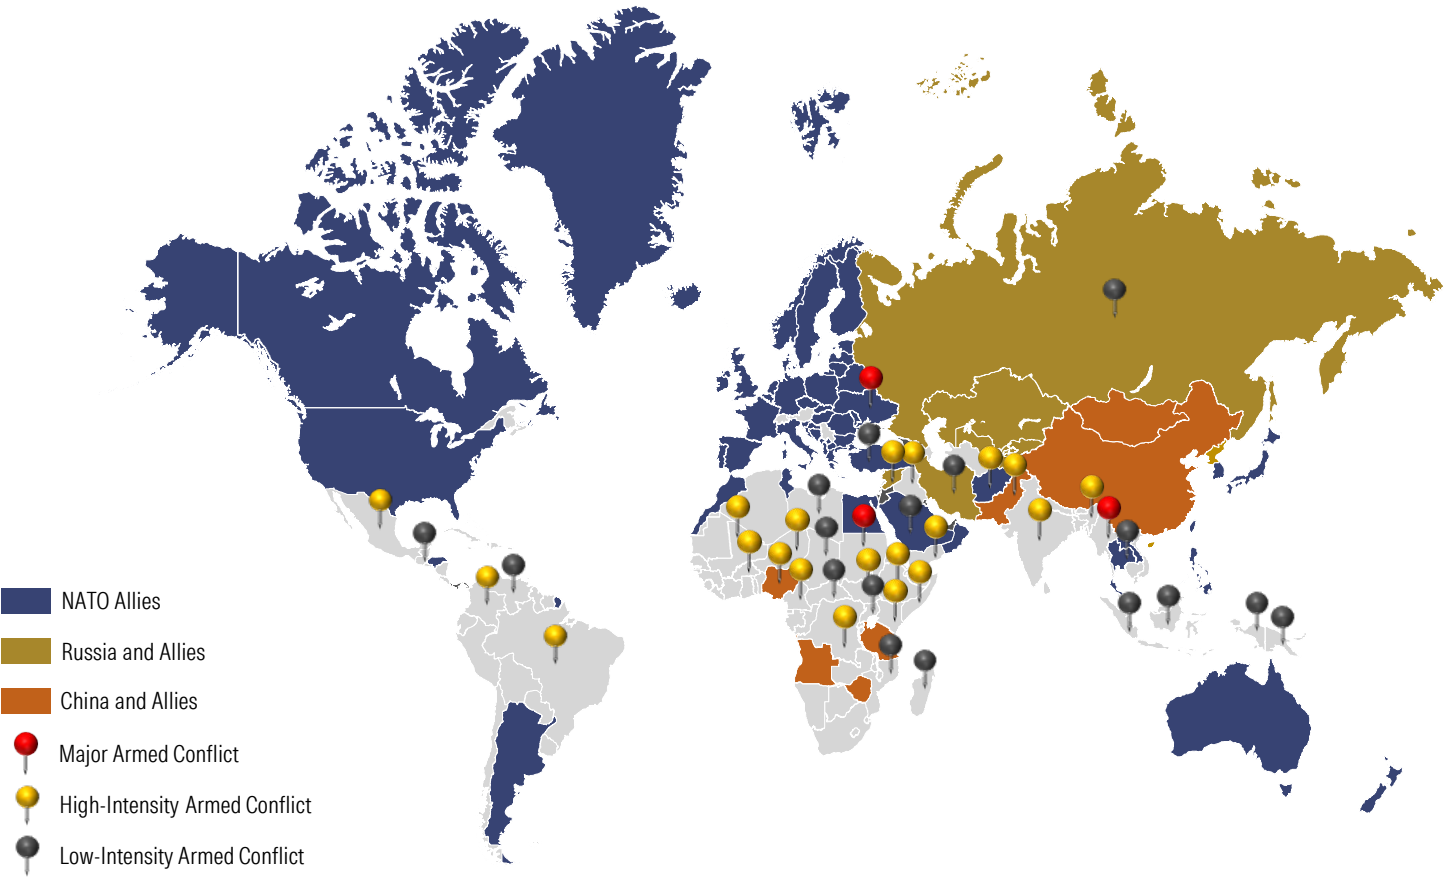 NATO Allies
Russia and Allies
China and Allies
Major Armed Conflict
High-Intensity Armed Conflict
Low-Intensity Armed Conflict